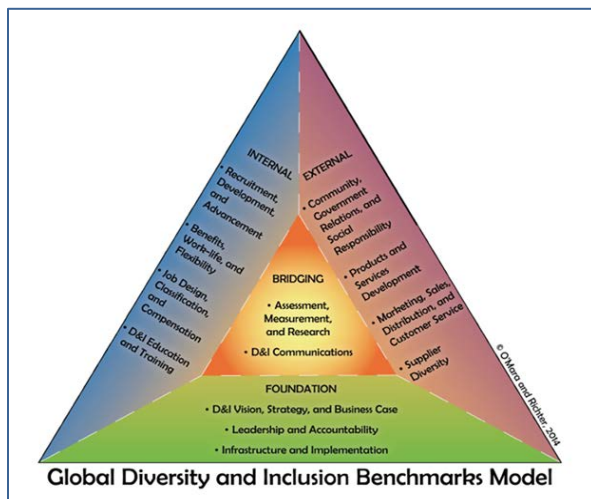 INTERNAL
• Recruitment,
Development,
and
Advancement
• Benefits,
Work-life, and
Flexibility
• Job Design,
Classification,
and
Compensation
• D&I Education
and Training
EXTERNAL
• Community,
Government
Relations, and
Social
Responsibility
• Products and
Services
Development
• Marketing, Sales,
Distribution, and
Customer Service
• Supplier
Diversity
BRIDGING
• Assessment,
Measurement,
and Research
• D&I Communications
FOUNDATION
• D&I Vision, Strategy, and Business Case
• Leadership and Accountability
• Infrastructure and Implementation
© O'Mara and Richter, 2014
Global Diversity and Inclusion Benchmarks Model